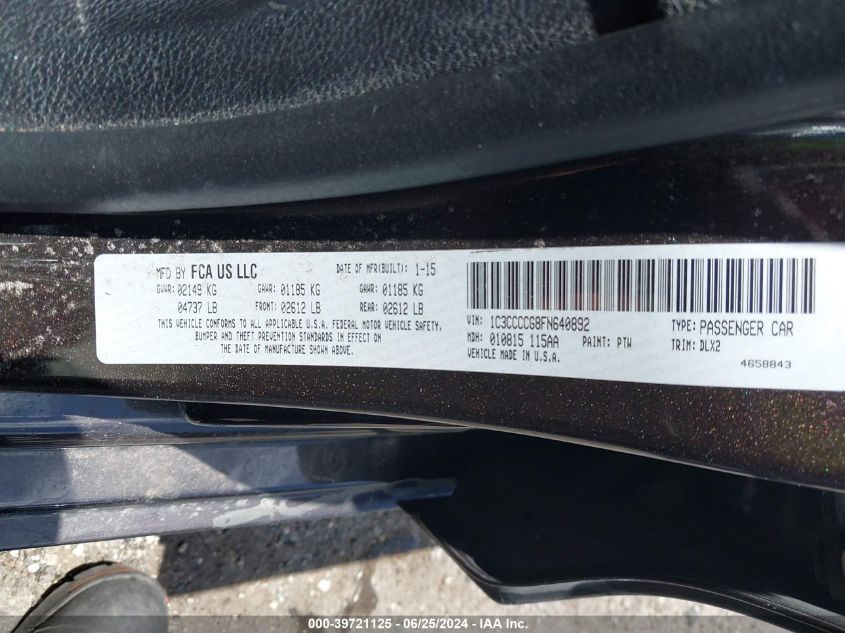 MFD BY FCA US LLC DATE OF MFR(BUILT): 1-15
GVWR: 02149 KG GAWR: 01185 KG GAWR: 01185 KG
04737 LB FRONT: 02612 LB REAR: 02612 LB
THIS VEHICLE CONFORMS TO ALL APPLICABLE U.S.A. FEDERAL MOTOR VEHICLE SAFETY,
BUMPER AND THEFT PREVENTION STANDARDS IN EFFECT ON
THE DATE OF MANUFACTURE SHOWN ABOVE.
VIN: 1C3CCCCG8FN640892 TYPE: PASSENGER CAR
MDH: 010815 115AA PAINT: PTW TRIM: DLX2
VEHICLE MADE IN U.S.A. 4658843
000-39721125 - 06/25/2024 - IAAI.COM